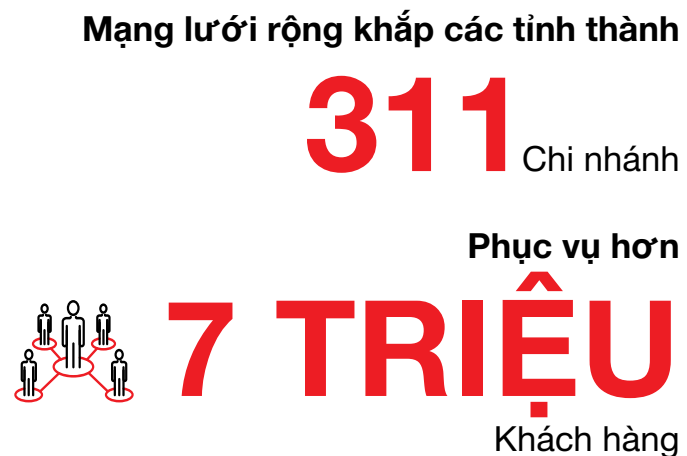 Mạng lưới rộng khắp các tỉnh thành
311 Chi nhánh
Phục vụ hơn
7 TRIỆU
Khách hàng